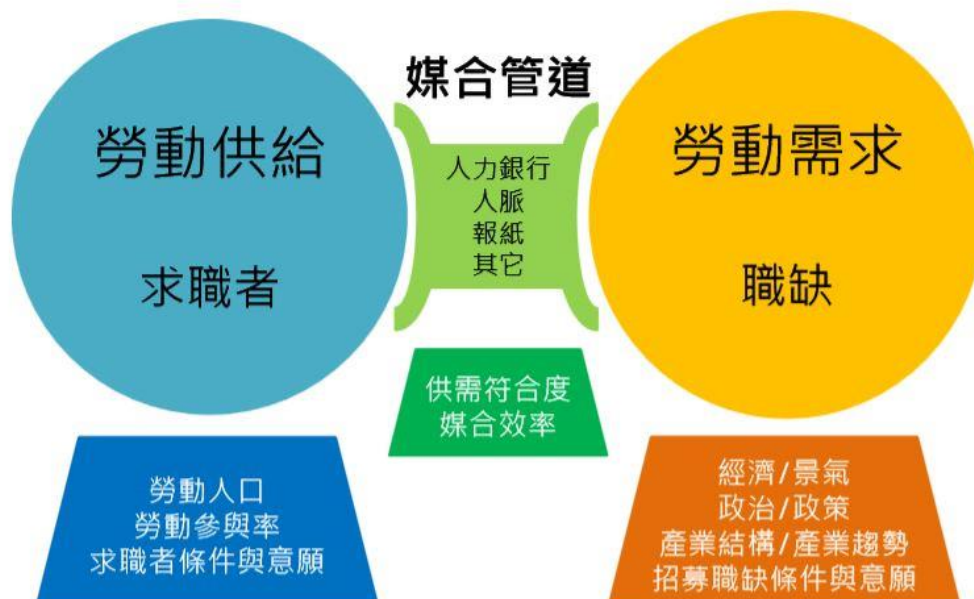 媒合管道
勞動供給
求職者
人力銀行
人脈
報紙
其它
勞動需求
職缺
供需符合度
媒合效率
勞動人口
勞動參與率
求職者條件與意願
經濟/景氣
政治/政策
產業結構/產業趨勢
招募職缺條件與意願